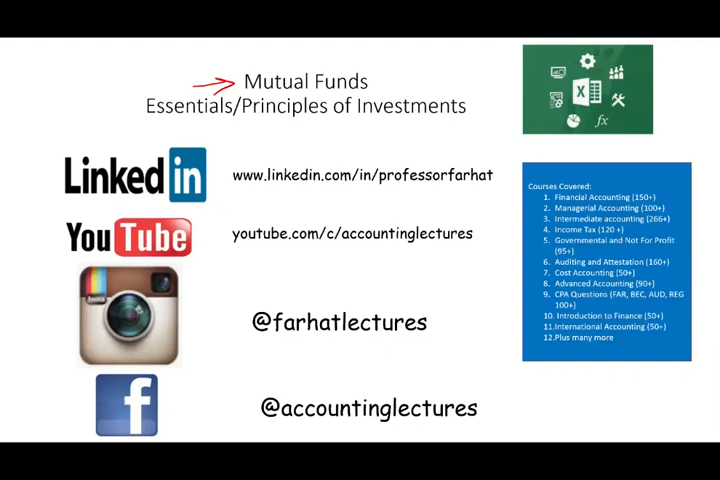 Mutual Funds
Essentials/Principles of Investments
X
fx
Linked in
www.linkedin.com/in/professorfarhat
YouTube
youtube.com/c/accountinglectures
@farhatlectures
f
@accountinglectures
Courses Covered:
1. Financial Accounting (150+)
2. Managerial Accounting (100+)
3. Intermediate accounting (266+)
4. Income Tax (120 +)
5. Governmental and Not For Profit
(95+)
6. Auditing and Attestation (160+)
7. Cost Accounting (50+)
8. Advanced Accounting (90+)
9. CPA Questions (FAR, BEC, AUD, REG
100+)
10. Introduction to Finance (50+)
11.International Accounting (50+)
12.Plus many more